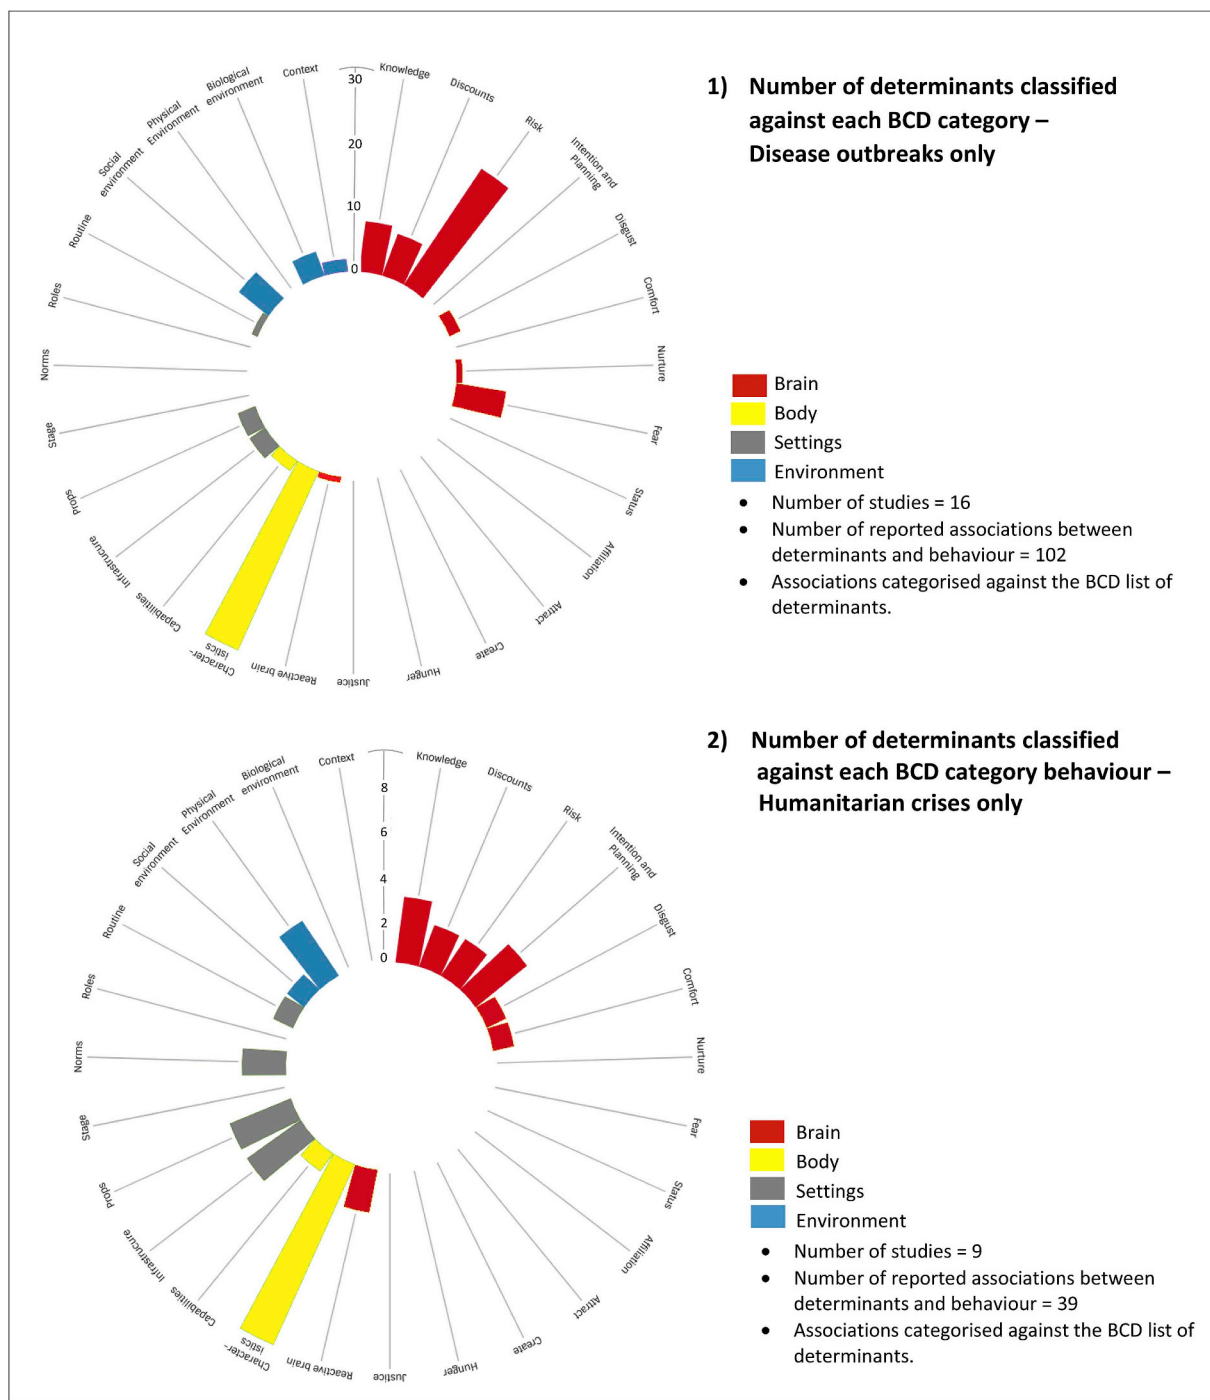 1) Number of determinants classified
against each BCD category –
Disease outbreaks only
30
20
10
0
Context
Knowledge
Discounts
Risk
Intention and
Planning
Disgust
Comfort
Nurture
Fear
Status
Affiliation
Attract
Create
Hunger
Justice
Reactive brain
Character-
istics
Capabilities
Infrastrucure
Props
Stage
Norms
Roles
Routine
Social
environment
Physical
Environment
Biological
environment
Brain
Body
Settings
Environment
• Number of studies = 16
• Number of reported associations between
determinants and behaviour = 102
• Associations categorised against the BCD list of
determinants.
2) Number of determinants classified
against each BCD category behaviour –
Humanitarian crises only
8
6
4
2
0
Context
Knowledge
Discounts
Risk
Intention and
Planning
Disgust
Comfort
Nurture
Fear
Status
Affiliation
Attract
Create
Hunger
Justice
Reactive brain
Character-
istics
Capabilities
Infrastrucure
Props
Stage
Norms
Roles
Routine
Social
environment
Physical
Environment
Biological
environment
Brain
Body
Settings
Environment
• Number of studies = 9
• Number of reported associations between
determinants and behaviour = 39
• Associations categorised against the BCD list of
determinants.